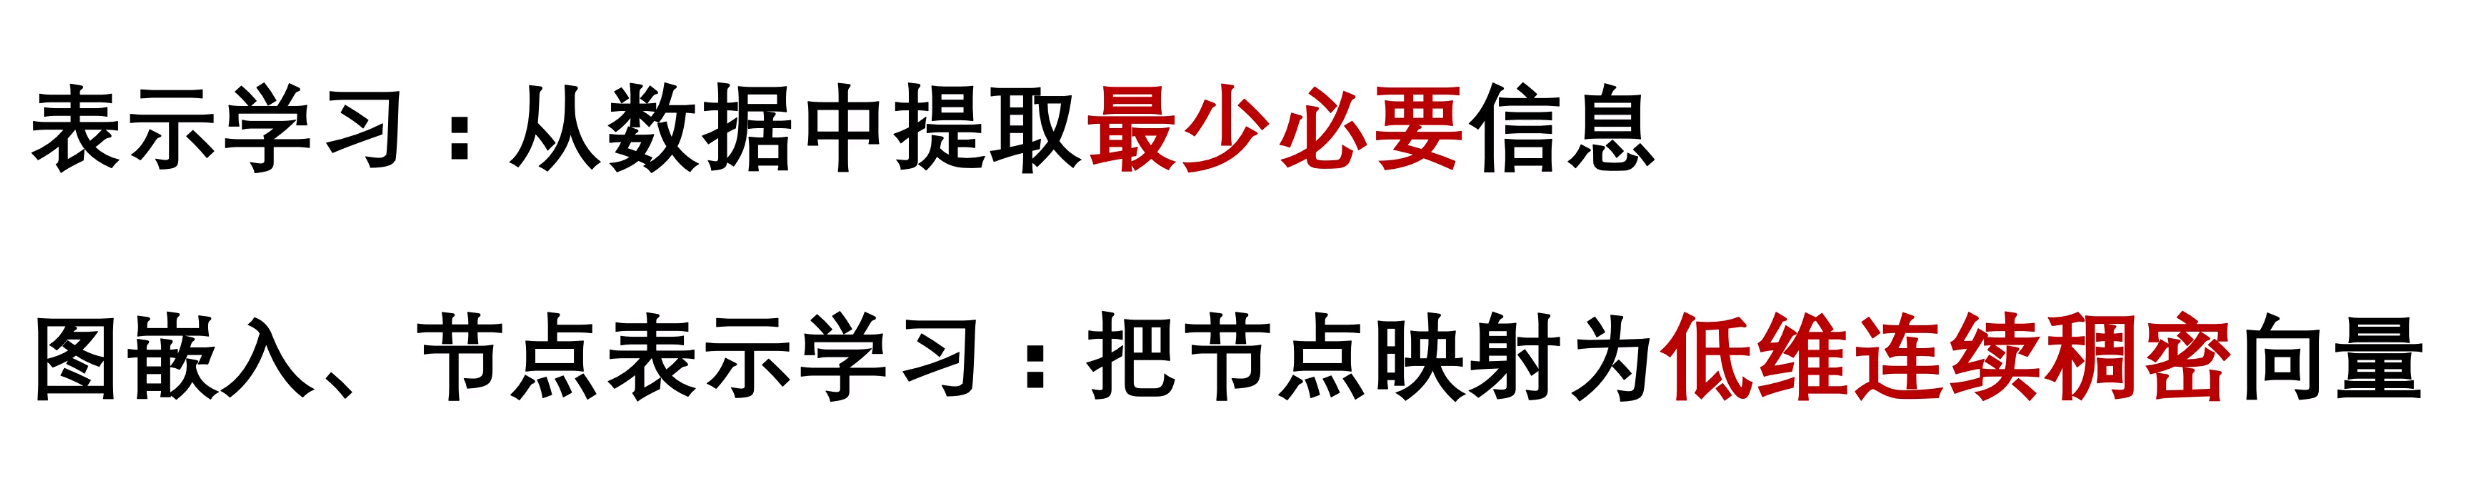 表示学习：从数据中提取最少必要信息
图嵌入、节点表示学习：把节点映射为低维连续稠密向量